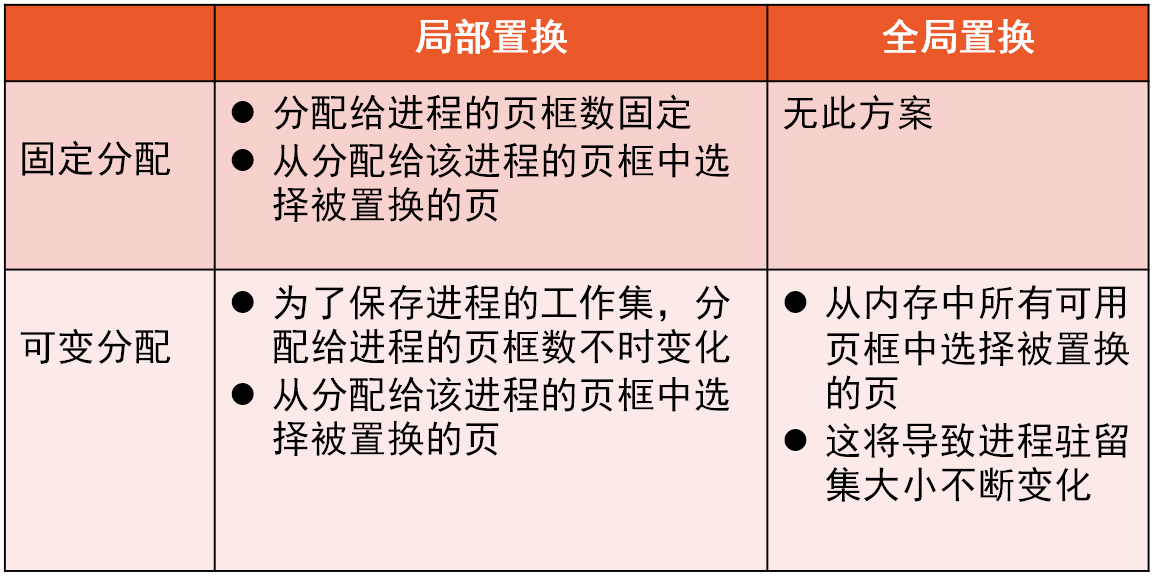 局部置换
全局置换
固定分配
● 分配给进程的页框数固定
● 从分配给该进程的页框中选
择被置换的页
无此方案
可变分配
● 为了保存进程的工作集，分
配给进程的页框数不时变化
● 从分配给该进程的页框中选
择被置换的页
● 从内存中所有可用
页框中选择被置换
的页
● 这将导致进程驻留
集大小不断变化